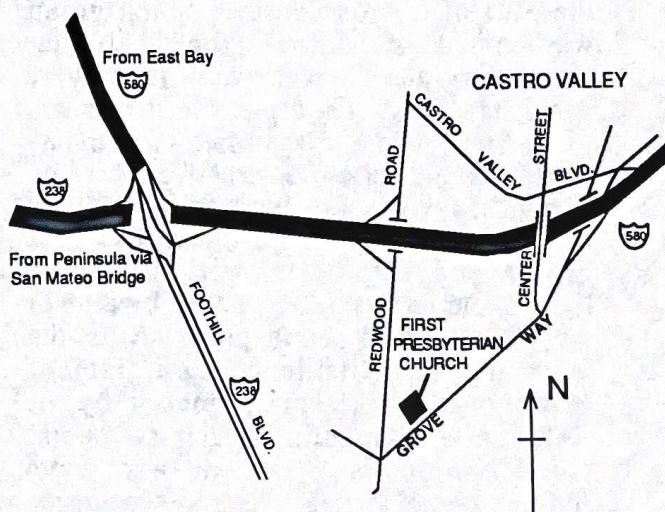 From East Bay
580
CASTRO VALLEY
CASTRO VALLEY BLVD.
ROAD
STREET
238
580
From Peninsula via
San Mateo Bridge
FOOTHILL
BLVD.
238
REDWOOD
CENTER
FIRST
PRESBYTERIAN
CHURCH
GROVE WAY
N